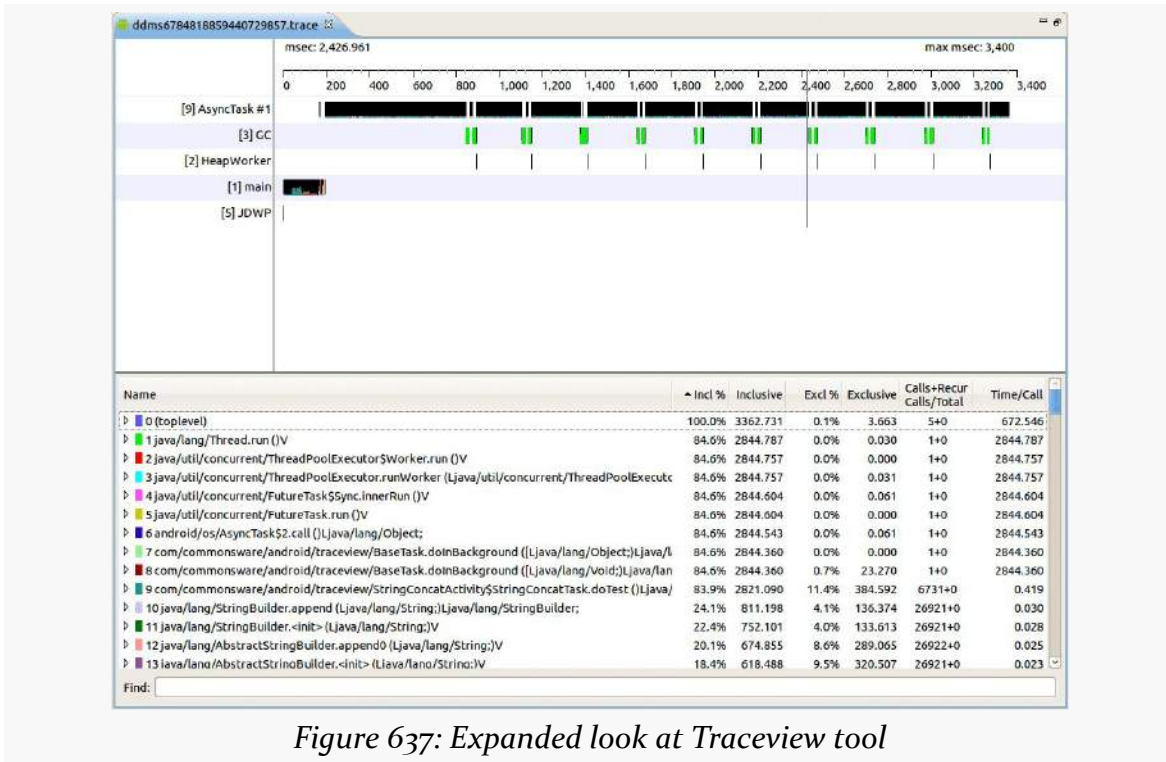 ddms6784818859440729857.trace
msec: 2,426.961 max msec: 3,400
0 200 400 600 800 1,000 1,200 1,400 1,600 1,800 2,000 2,200 2,400 2,600 2,800 3,000 3,200 3,400
[9] AsyncTask #1
[3] GC
[2] HeapWorker
[1] main
[5] JDWP
Name Incl % Inclusive Excl % Exclusive Calls+Recur Calls/Total Time/Call
0 (toplevel) 100.0% 3362.731 0.1% 3.663 5+0 672.546
1 java/lang/Thread.run ()V 84.6% 2844.787 0.0% 0.030 1+0 2844.787
2 java/util/concurrent/ThreadPoolExecutor$Worker.run ()V 84.6% 2844.757 0.0% 0.000 1+0 2844.757
3 java/util/concurrent/ThreadPoolExecutor.runWorker (Ljava/util/concurrent/ThreadPoolExecutc 84.6% 2844.757 0.0% 0.031 1+0 2844.757
4 java/util/concurrent/FutureTask$Sync.innerRun ()V 84.6% 2844.604 0.0% 0.061 1+0 2844.604
5 java/util/concurrent/FutureTask.run ()V 84.6% 2844.604 0.0% 0.000 1+0 2844.604
6 android/os/AsyncTask$2.call ()Ljava/lang/Object; 84.6% 2844.543 0.0% 0.061 1+0 2844.543
7 com/commonsware/android/traceview/BaseTask.doInBackground ([Ljava/lang/Object;)Ljava/l 84.6% 2844.360 0.0% 0.000 1+0 2844.360
8 com/commonsware/android/traceview/BaseTask.doInBackground ([Ljava/lang/Void;)Ljava/lan 84.6% 2844.360 0.7% 23.270 1+0 2844.360
9 com/commonsware/android/traceview/StringConcatActivity$StringConcatTask.doTest ()Ljava/ 83.9% 2821.090 11.4% 384.592 6731+0 0.419
10 java/lang/StringBuilder.append (Ljava/lang/String;)Ljava/lang/StringBuilder; 24.1% 811.198 4.1% 136.374 26921+0 0.030
11 java/lang/StringBuilder.<init> (Ljava/lang/String;)V 22.4% 752.101 4.0% 133.613 26921+0 0.028
12 java/lang/AbstractStringBuilder.append0 (Ljava/lang/String;)V 20.1% 674.855 8.6% 289.065 26922+0 0.025
13 java/lang/AbstractStringBuilder.<init> (Ljava/lang/String;)V 18.4% 618.488 9.5% 320.507 26921+0 0.023
Find:
Figure 637: Expanded look at Traceview tool